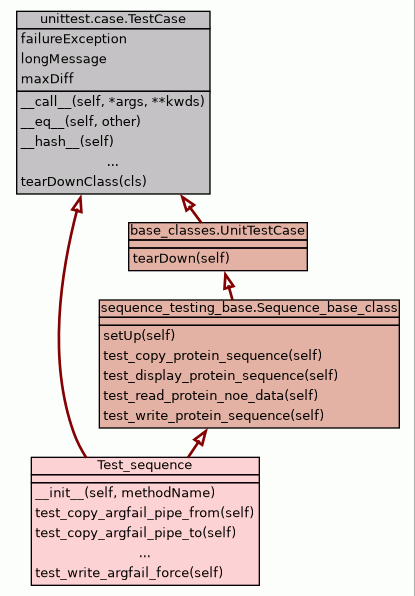 unittest.case.TestCase
failureException
longMessage
maxDiff
__call__(self, *args, **kwds)
__eq__(self, other)
__hash__(self)
...
tearDownClass(cls)
base_classes.UnitTestCase
tearDown(self)
sequence_testing_base.Sequence_base_class
setUp(self)
test_copy_protein_sequence(self)
test_display_protein_sequence(self)
test_read_protein_noe_data(self)
test_write_protein_sequence(self)
Test_sequence
__init__(self, methodName)
test_copy_argfail_pipe_from(self)
test_copy_argfail_pipe_to(self)
...
test_write_argfail_force(self)